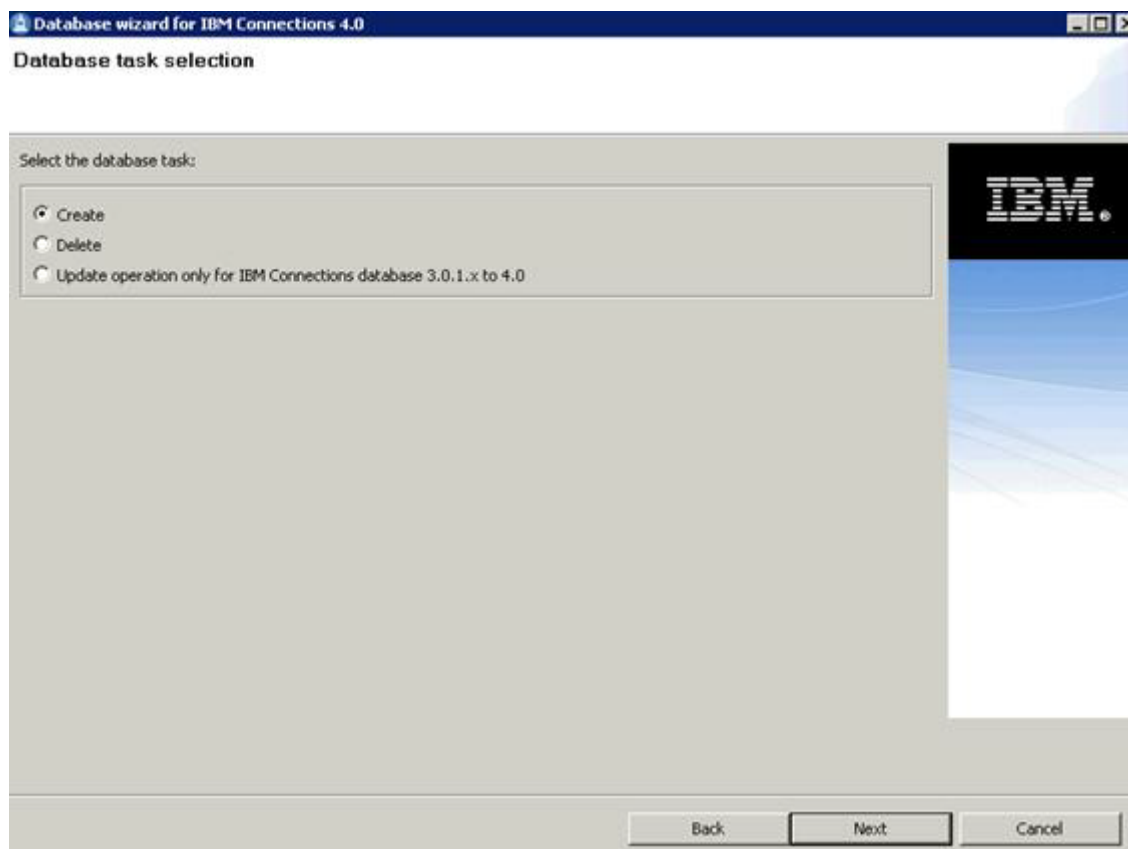 Database wizard for IBM Connections 4.0
Database task selection
Select the database task:
IBM®
Create
Delete
Update operation only for IBM Connections database 3.0.1.x to 4.0
Back
Next
Cancel